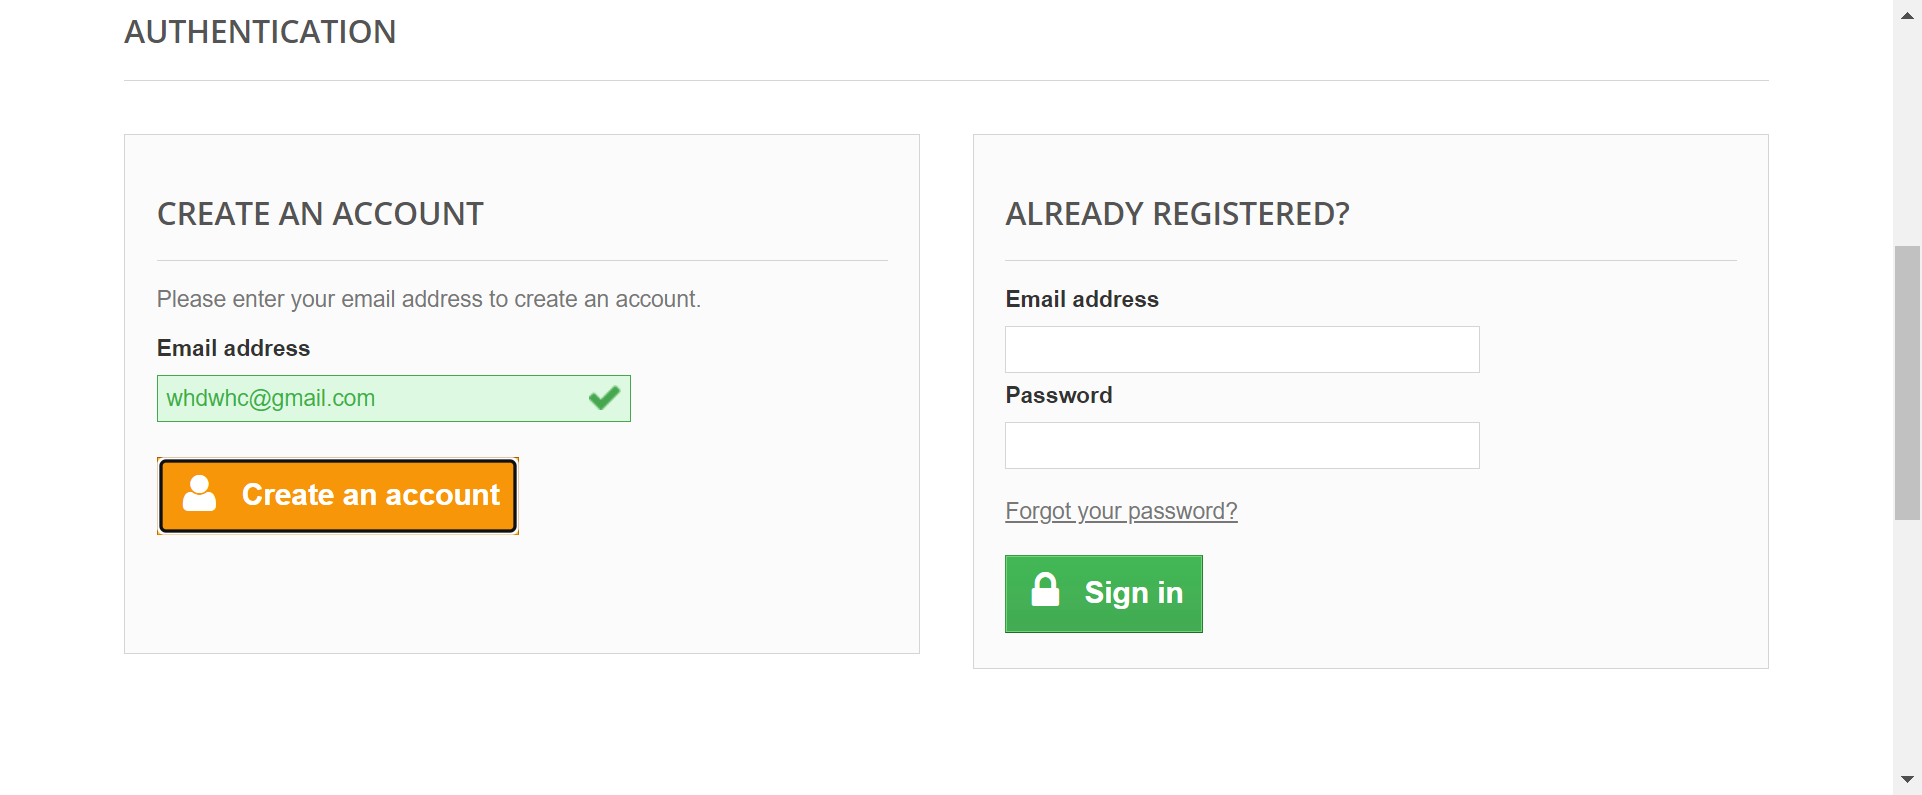 AUTHENTICATION
CREATE AN ACCOUNT
Please enter your email address to create an account.
Email address
whdwhc@gmail.com
Create an account
ALREADY REGISTERED?
Email address
Password
Forgot your password?
Sign in